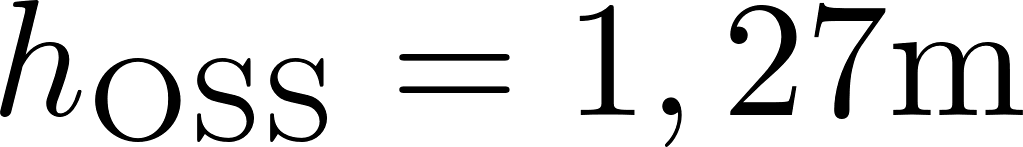 h_OSS = 1,27m